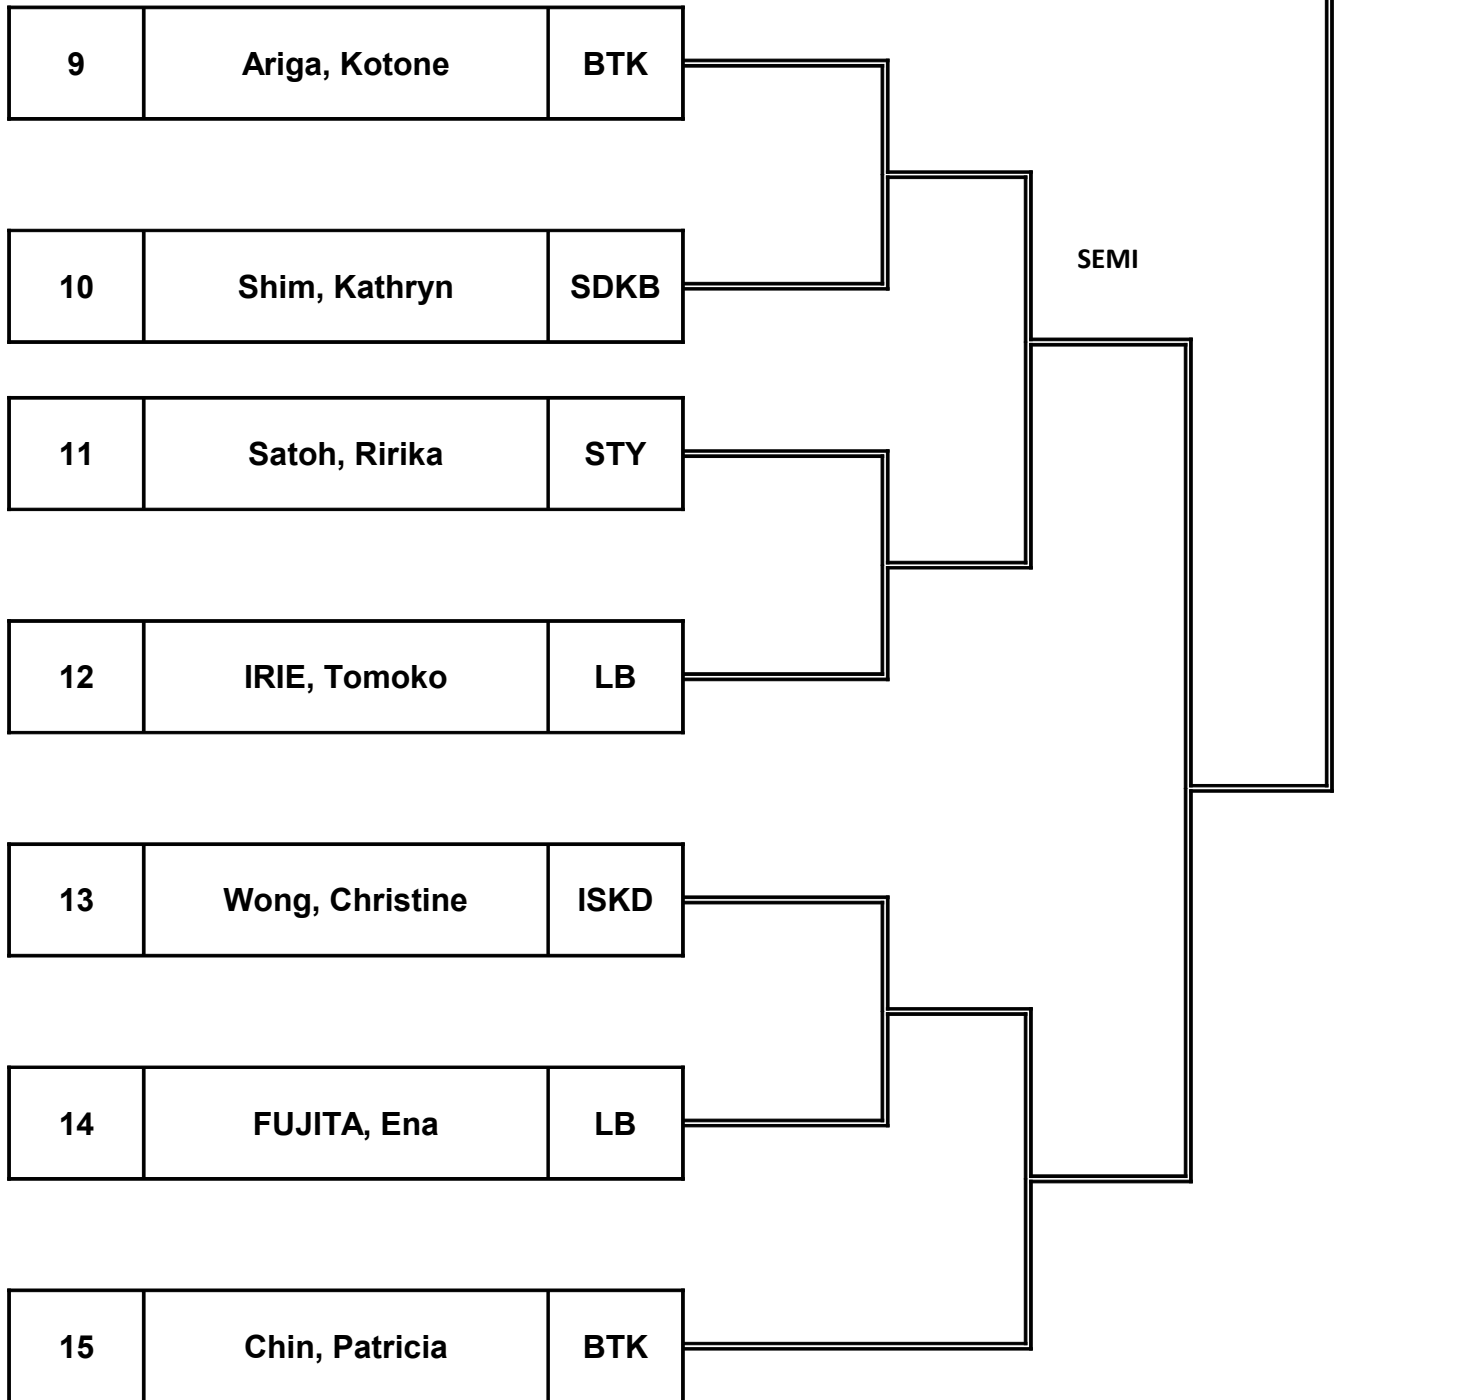 9 Ariga, Kotone BTK
SEMI
10 Shim, Kathryn SDKB
11 Satoh, Ririka STY
12 IRIE, Tomoko LB
13 Wong, Christine ISKD
14 FUJITA, Ena LB
15 Chin, Patricia BTK